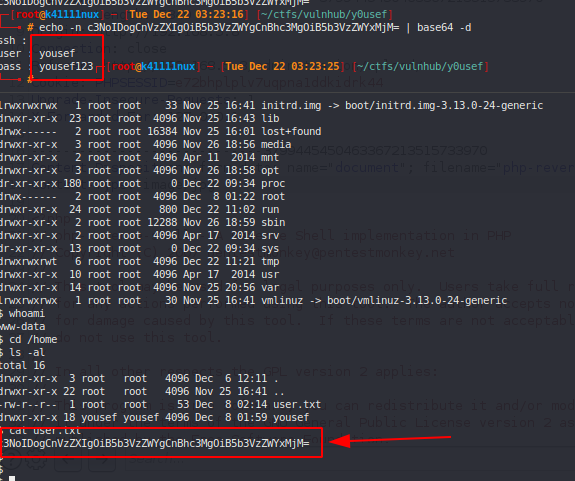 [root@k41111nux] - [Tue Dec 22 03:23:16] [~/ctfs/vulnhub/y0usef]
# echo -n c3NoIDogCnVzZXIgOiB5b3VzZWYgCnBhc3MgOiB5b3VzZWYxMjM= | base64 -d
ssh :
user : yousef
pass : yousef123 [root@k41111nux] - [Tue Dec 22 03:23:25] [~/ctfs/vulnhub/y0usef]
#
lrwxrwxrwx 1 root root 33 Nov 25 16:41 initrd.img -> boot/initrd.img-3.13.0-24-generic
drwxr-xr-x 23 root root 4096 Nov 26 16:43 lib
drwx------ 2 root root 16384 Nov 25 16:01 lost+found
drwxr-xr-x 3 root root 4096 Nov 26 18:56 media
drwxr-xr-x 2 root root 4096 Apr 11 2014 mnt
drwxr-xr-x 3 root root 4096 Nov 26 18:58 opt
dr-xr-xr-x 180 root root 0 Dec 22 09:34 proc
drwx------ 4 root root 4096 Dec 8 01:22 root
drwxr-xr-x 24 root root 800 Dec 22 11:02 run
drwxr-xr-x 2 root root 12288 Nov 26 18:59 sbin
drwxr-xr-x 2 root root 4096 Apr 17 2014 srv
dr-xr-xr-x 13 root root 0 Dec 22 09:34 sys
drwxrwxrwt 6 root root 4096 Dec 22 11:21 tmp
drwxr-xr-x 10 root root 4096 Apr 17 2014 usr
drwxr-xr-x 14 root root 4096 Nov 25 20:56 var
lrwxrwxrwx 1 root root 30 Nov 25 16:41 vmlinuz -> boot/vmlinuz-3.13.0-24-generic
$ whoami
www-data
$ cd /home
$ ls -al
total 16
drwxr-xr-x 3 root root 4096 Dec 6 12:11 .
drwxr-xr-x 22 root root 4096 Nov 25 16:41 ..
-rw-r--r-- 1 root root 53 Dec 8 02:14 user.txt
drwxr-xr-x 18 yousef yousef 4096 Dec 8 01:59 yousef
$ cat user.txt
c3NoIDogCnVzZXIgOiB5b3VzZWYgCnBhc3MgOiB5b3VzZWYxMjM=
$
$